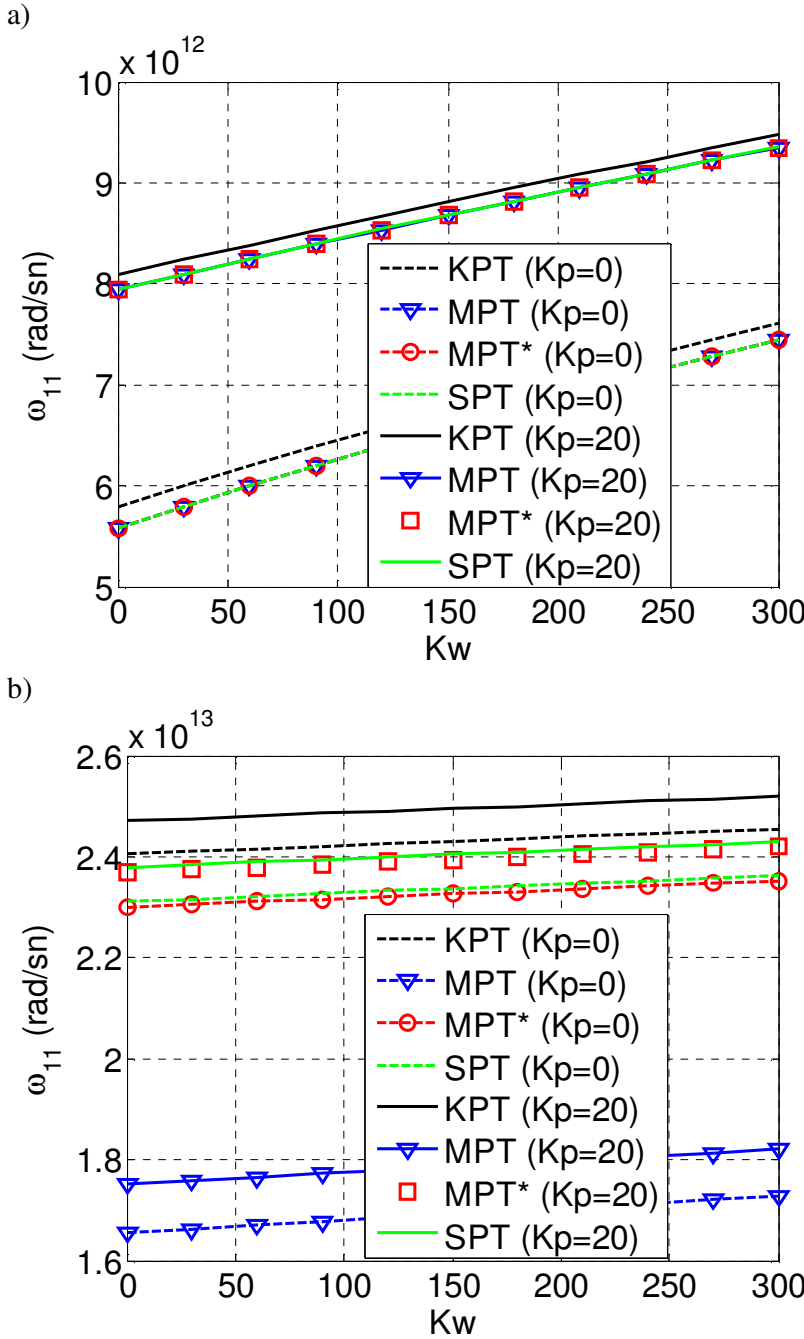 a)
x 10^12
10
9
8
7
6
5
ω_11 (rad/sn)
KPT (Kp=0)
MPT (Kp=0)
MPT* (Kp=0)
SPT (Kp=0)
KPT (Kp=20)
MPT (Kp=20)
MPT* (Kp=20)
SPT (Kp=20)
0 50 100 150 200 250 300
Kw
b)
x 10^13
2.6
2.4
2.2
2
1.8
1.6
ω_11 (rad/sn)
KPT (Kp=0)
MPT (Kp=0)
MPT* (Kp=0)
SPT (Kp=0)
KPT (Kp=20)
MPT (Kp=20)
MPT* (Kp=20)
SPT (Kp=20)
0 50 100 150 200 250 300
Kw